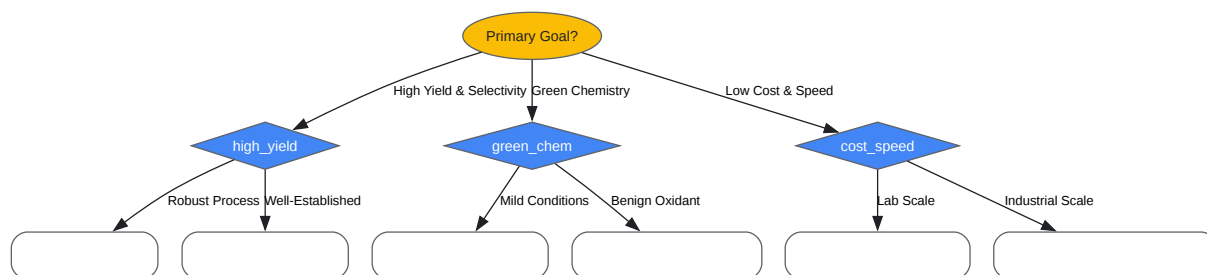 Primary Goal?
High Yield & Selectivity
Green Chemistry
Low Cost & Speed
high_yield
green_chem
cost_speed
Robust Process
Well-Established
Mild Conditions
Benign Oxidant
Lab Scale
Industrial Scale